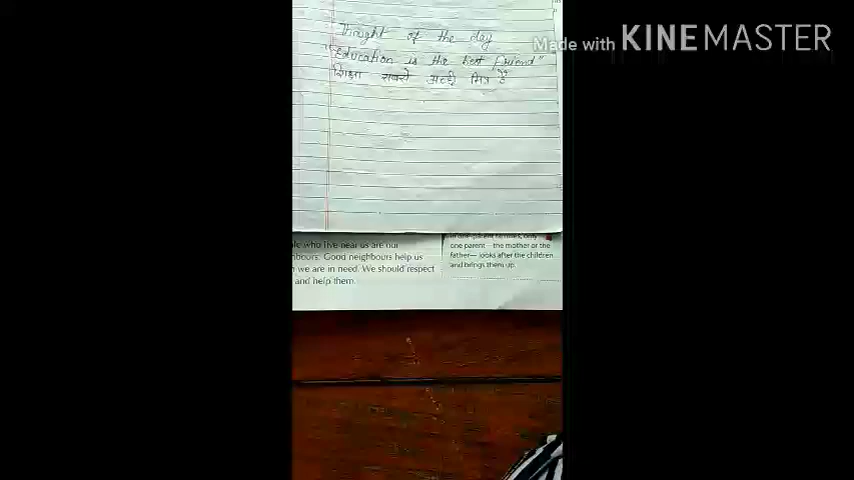 Thought of the day
"Education is the best friend"
शिक्षा सबसे अच्छी मित्र है
Made with KINEMASTER
le who live near us are our
hbours. Good neighbours help us
we are in need. We should respect
and help them.
one parent – the mother or the
father– looks after the children
and brings them up.